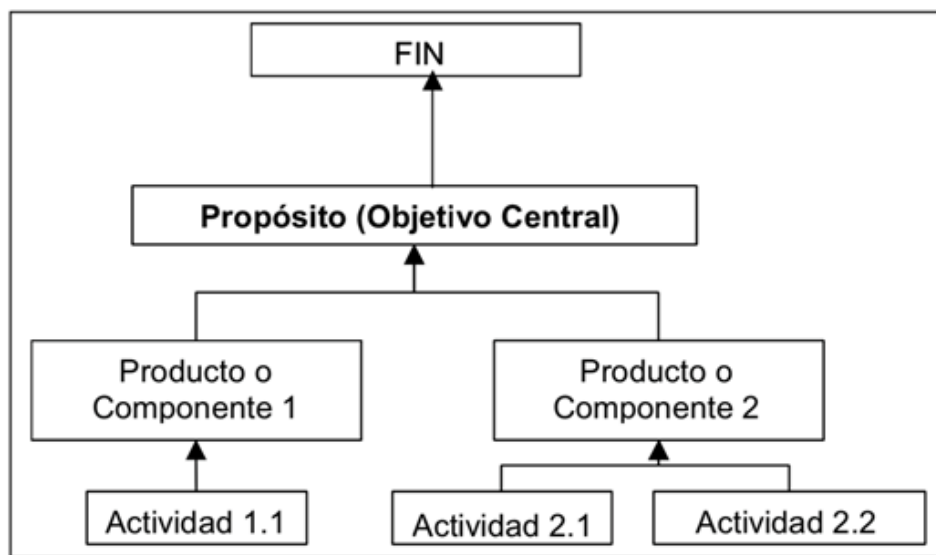 FIN
Propósito (Objetivo Central)
Producto o
Componente 1
Producto o
Componente 2
Actividad 1.1
Actividad 2.1
Actividad 2.2